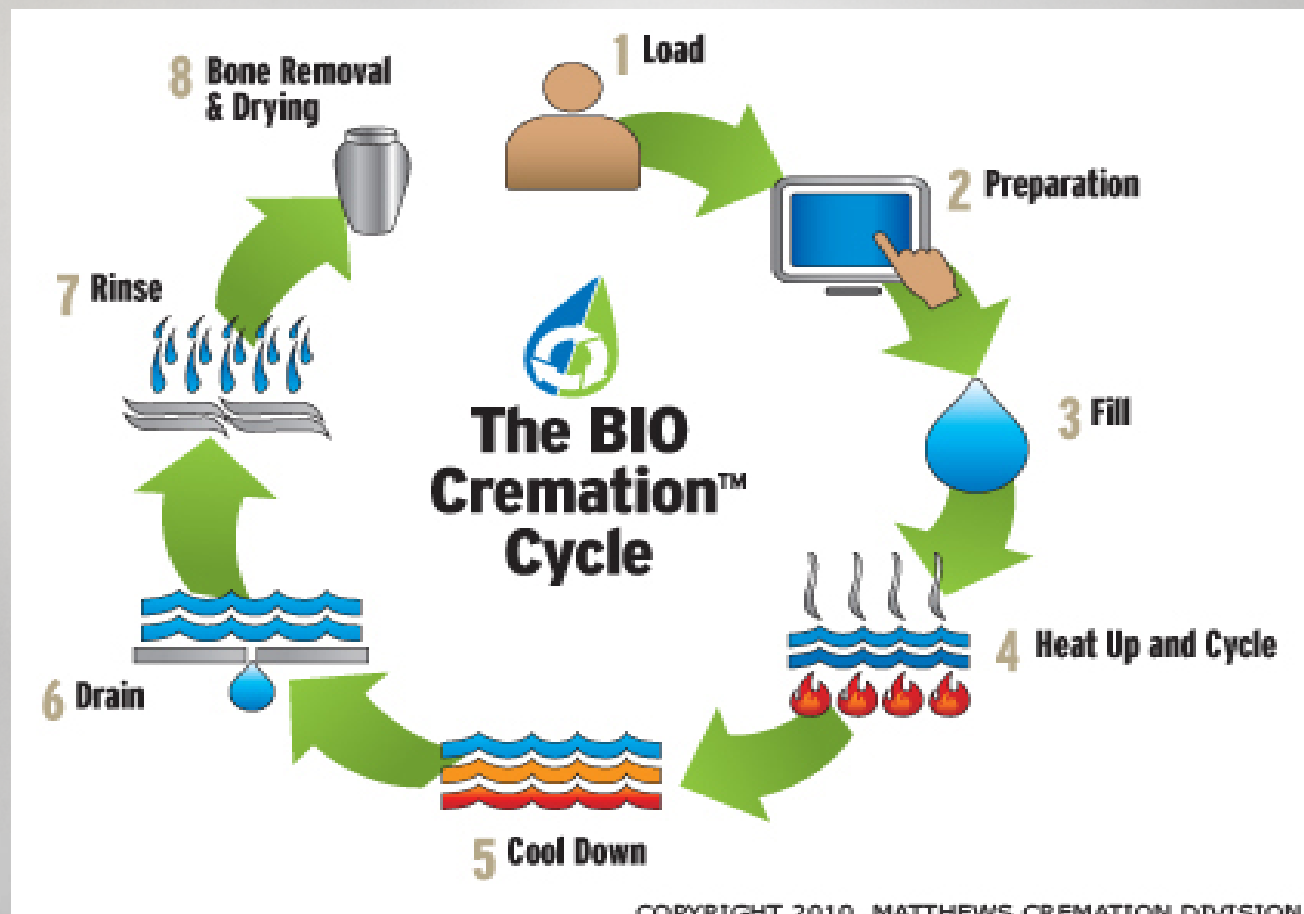 1 Load
2 Preparation
3 Fill
4 Heat Up and Cycle
5 Cool Down
6 Drain
7 Rinse
8 Bone Removal
& Drying
The BIO
Cremation™
Cycle
COPYRIGHT 2010 MATTHEWS CREMATION DIVISION